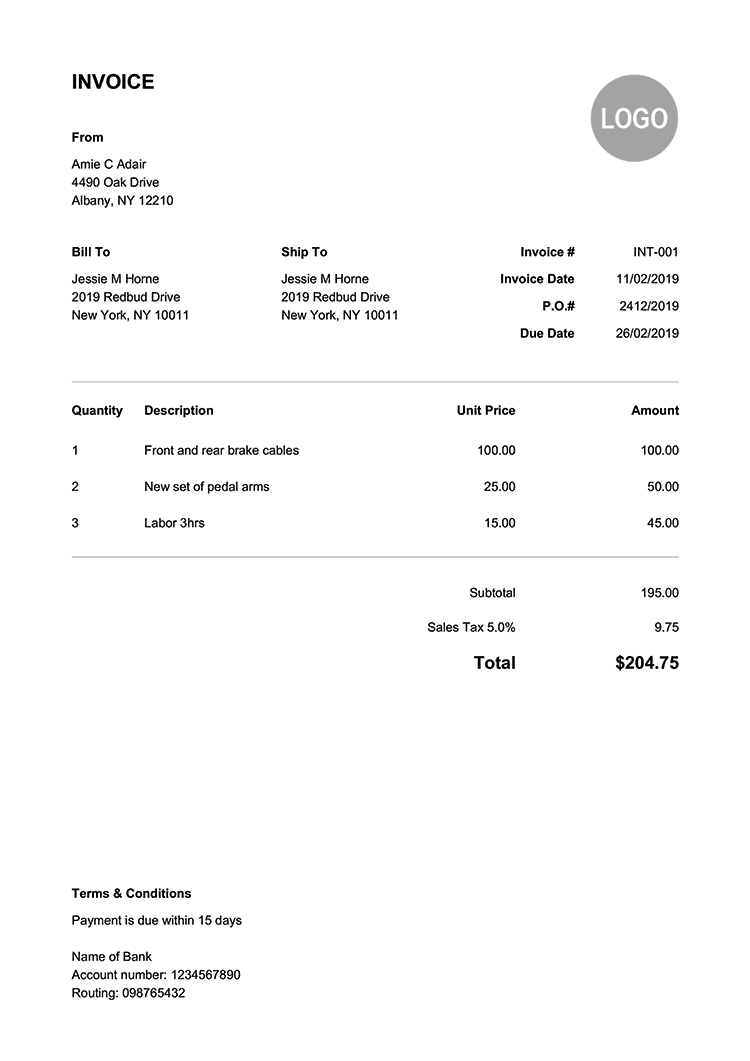 INVOICE
LOGO
From
Amie C Adair
4490 Oak Drive
Albany, NY 12210
Bill To
Jessie M Horne
2019 Redbud Drive
New York, NY 10011
Ship To
Jessie M Horne
2019 Redbud Drive
New York, NY 10011
Invoice # INT-001
Invoice Date 11/02/2019
P.O.# 2412/2019
Due Date 26/02/2019
Quantity Description Unit Price Amount
1 Front and rear brake cables 100.00 100.00
2 New set of pedal arms 25.00 50.00
3 Labor 3hrs 15.00 45.00
Subtotal 195.00
Sales Tax 5.0% 9.75
Total $204.75
Terms & Conditions
Payment is due within 15 days
Name of Bank
Account number: 1234567890
Routing: 098765432